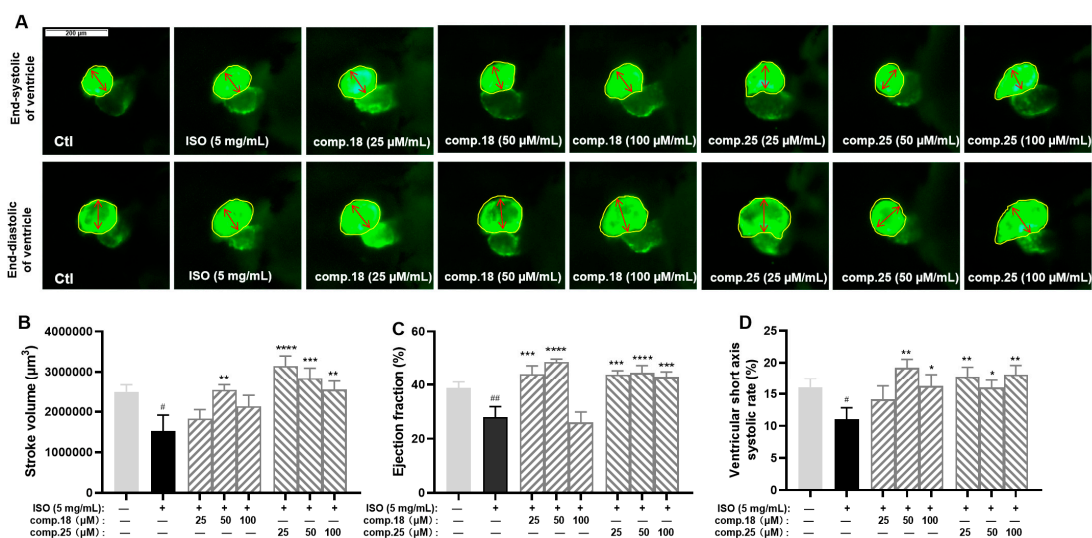 A
200 μm
End-systolic
of ventricle
Ctl
ISO (5 mg/mL)
comp.18 (25 μM/mL)
comp.18 (50 μM/mL)
comp.18 (100 μM/mL)
comp.25 (25 μM/mL)
comp.25 (50 μM/mL)
comp.25 (100 μM/mL)
End-diastolic
of ventricle
Ctl
ISO (5 mg/mL)
comp.18 (25 μM/mL)
comp.18 (50 μM/mL)
comp.18 (100 μM/mL)
comp.25 (25 μM/mL)
comp.25 (50 μM/mL)
comp.25 (100 μM/mL)
B
Stroke volume (μm³)
4000000
3000000
2000000
1000000
0
#
**
****
***
**
ISO (5 mg/mL): — + + + + + + +
comp.18 (μM) : — — 25 50 100 — — —
comp.25 (μM) : — — — — — 25 50 100
C
Ejection fraction (%)
60
40
20
0
##
***
****
***
****
***
ISO (5 mg/mL): — + + + + + + +
comp.18 (μM) : — — 25 50 100 — — —
comp.25 (μM) : — — — — — 25 50 100
D
Ventricular short axis
systolic rate (%)
25
20
15
10
5
0
#
**
*
**
*
**
ISO (5 mg/mL): — + + + + + + +
comp.18 (μM) : — — 25 50 100 — — —
comp.25 (μM) : — — — — — 25 50 100